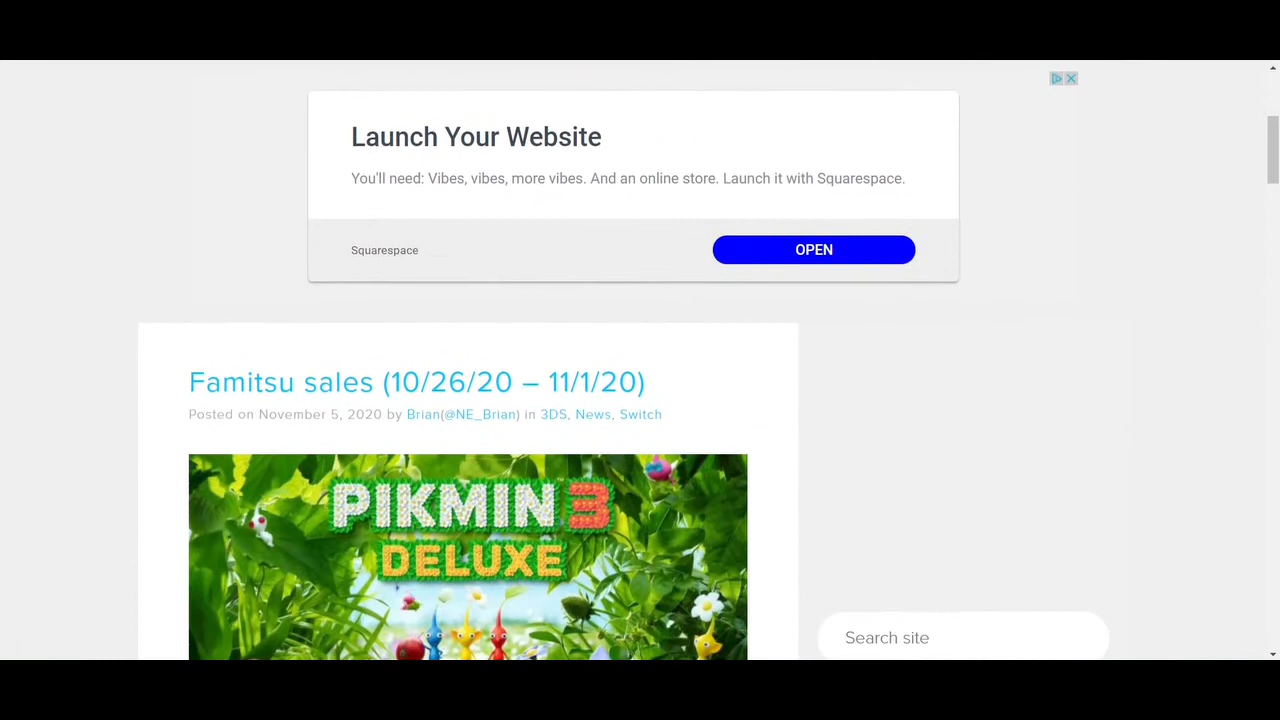 Launch Your Website
You'll need: Vibes, vibes, more vibes. And an online store. Launch it with Squarespace.
Squarespace
OPEN
Famitsu sales (10/26/20 – 11/1/20)
Posted on November 5, 2020 by Brian(@NE_Brian) in 3DS, News, Switch
PIKMIN 3
DELUXE
Search site